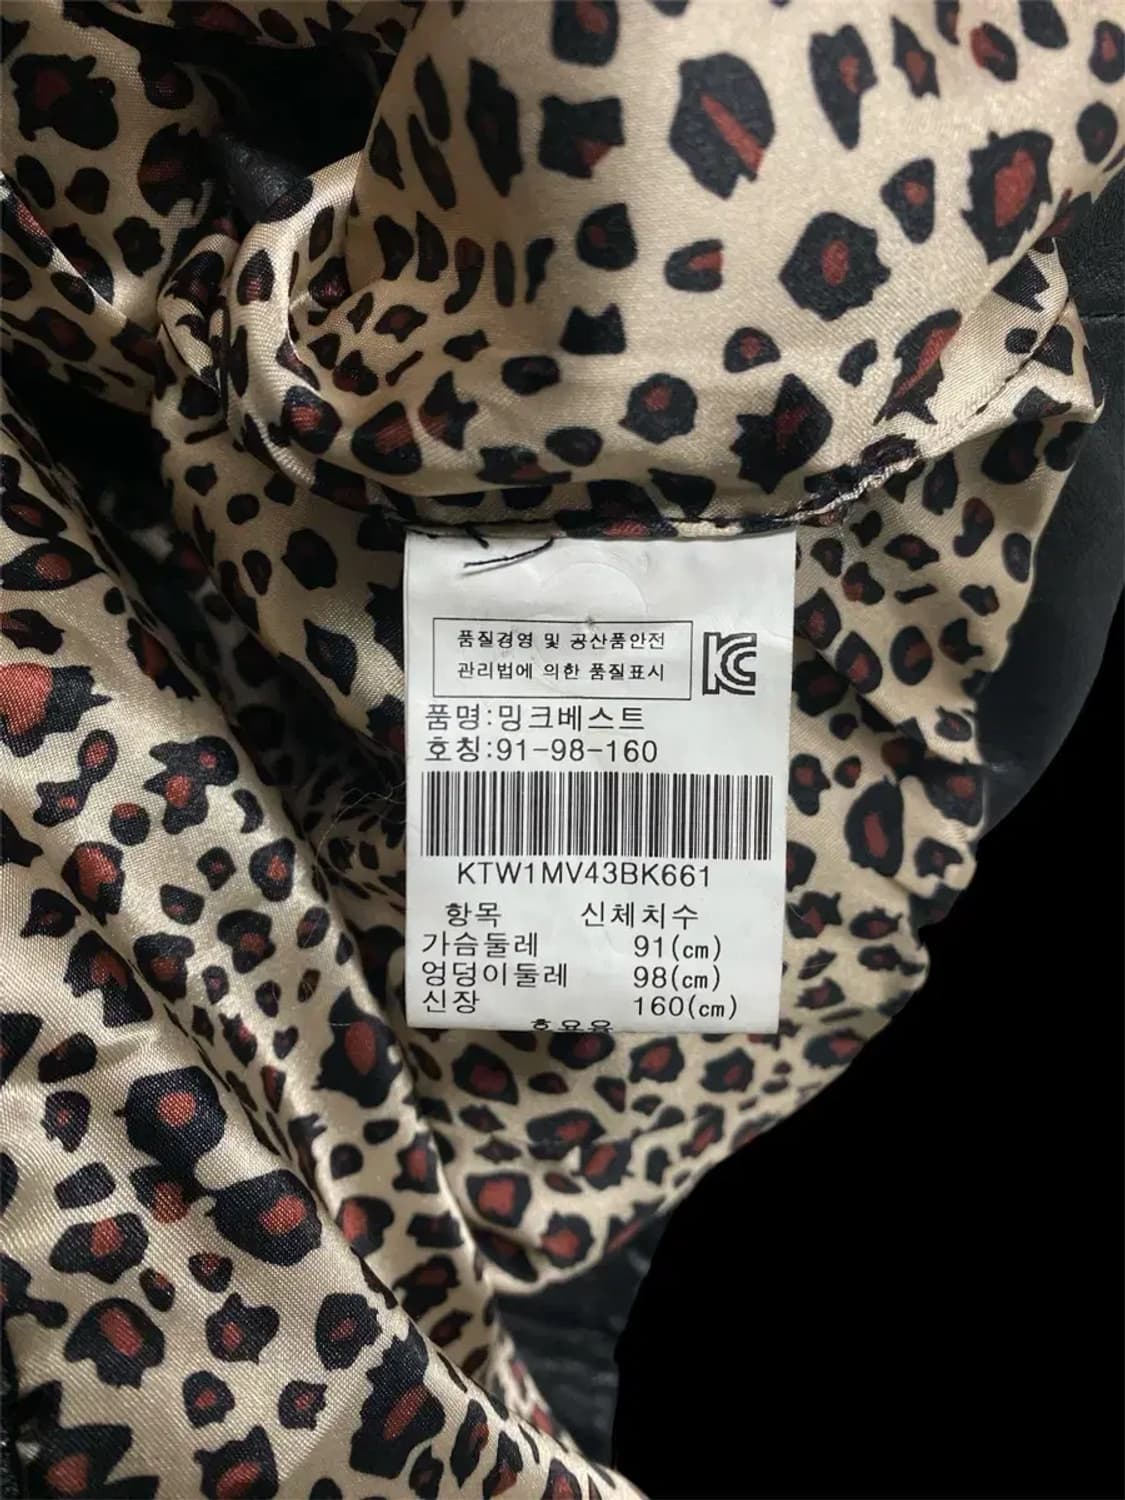 품질경영 및 공산품안전
관리법에 의한 품질표시
KC
품명:밍크베스트
호칭:91-98-160
KTW1MV43BK661
항목 신체치수
가슴둘레 91(cm)
엉덩이둘레 98(cm)
신장 160(cm)